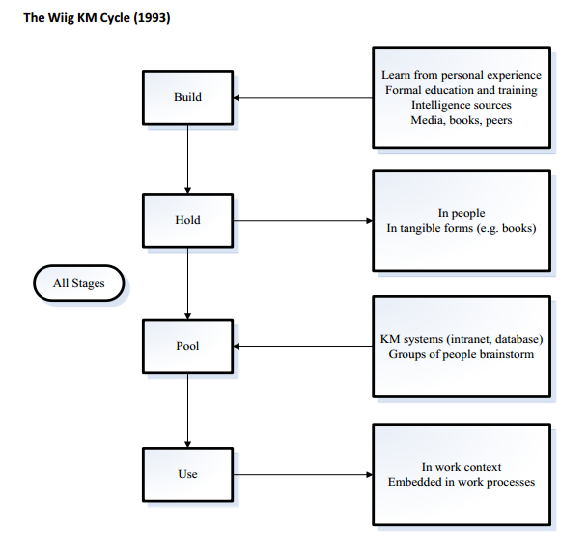 The Wiig KM Cycle (1993)
Build
Learn from personal experience
Formal education and training
Intelligence sources
Media, books, peers
Hold
In people
In tangible forms (e.g. books)
All Stages
Pool
KM systems (intranet, database)
Groups of people brainstorm
Use
In work context
Embedded in work processes